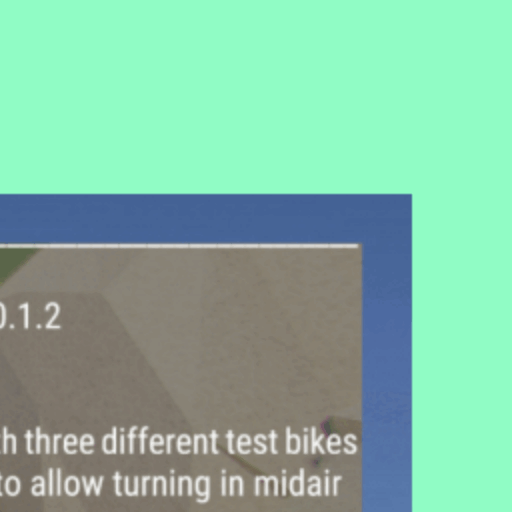 0.1.2
three different test bikes
to allow turning in midair